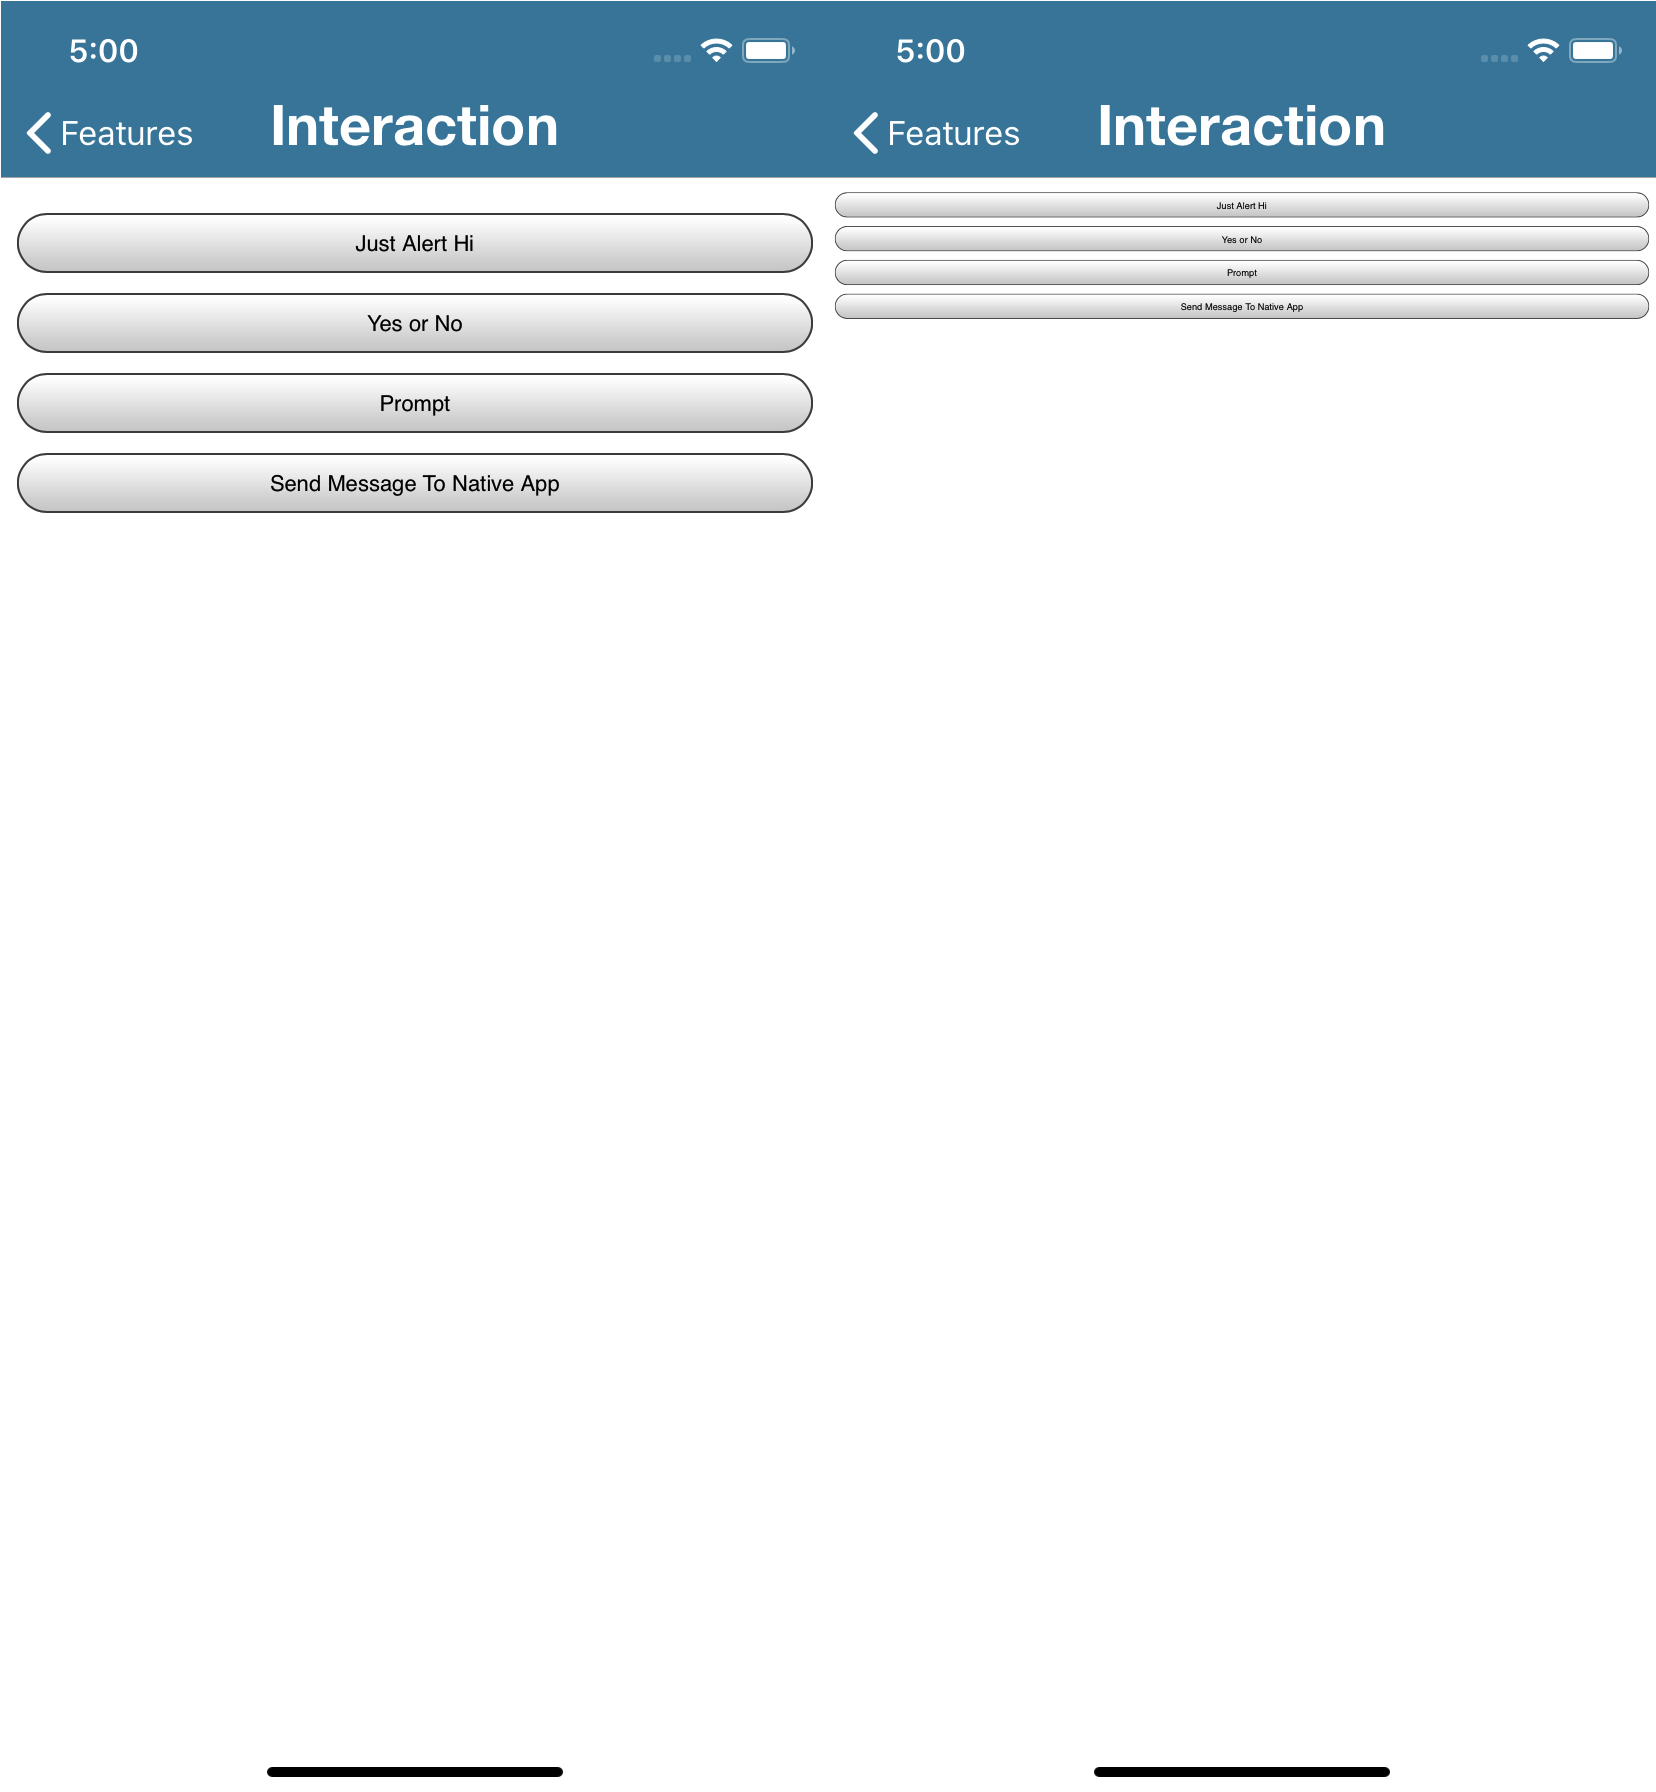 5:00
Features
Interaction
Just Alert Hi
Yes or No
Prompt
Send Message To Native App
5:00
Features
Interaction
Just Alert Hi
Yes or No
Prompt
Send Message To Native App